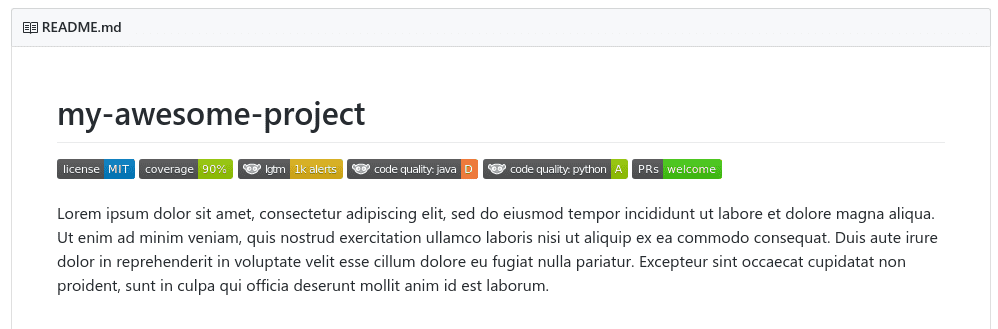 README.md
my-awesome-project
license MIT coverage 90% lgtm 1k alerts code quality: java D code quality: python A PRs welcome
Lorem ipsum dolor sit amet, consectetur adipiscing elit, sed do eiusmod tempor incididunt ut labore et dolore magna aliqua.
Ut enim ad minim veniam, quis nostrud exercitation ullamco laboris nisi ut aliquip ex ea commodo consequat. Duis aute irure
dolor in reprehenderit in voluptate velit esse cillum dolore eu fugiat nulla pariatur. Excepteur sint occaecat cupidatat non
proident, sunt in culpa qui officia deserunt mollit anim id est laborum.